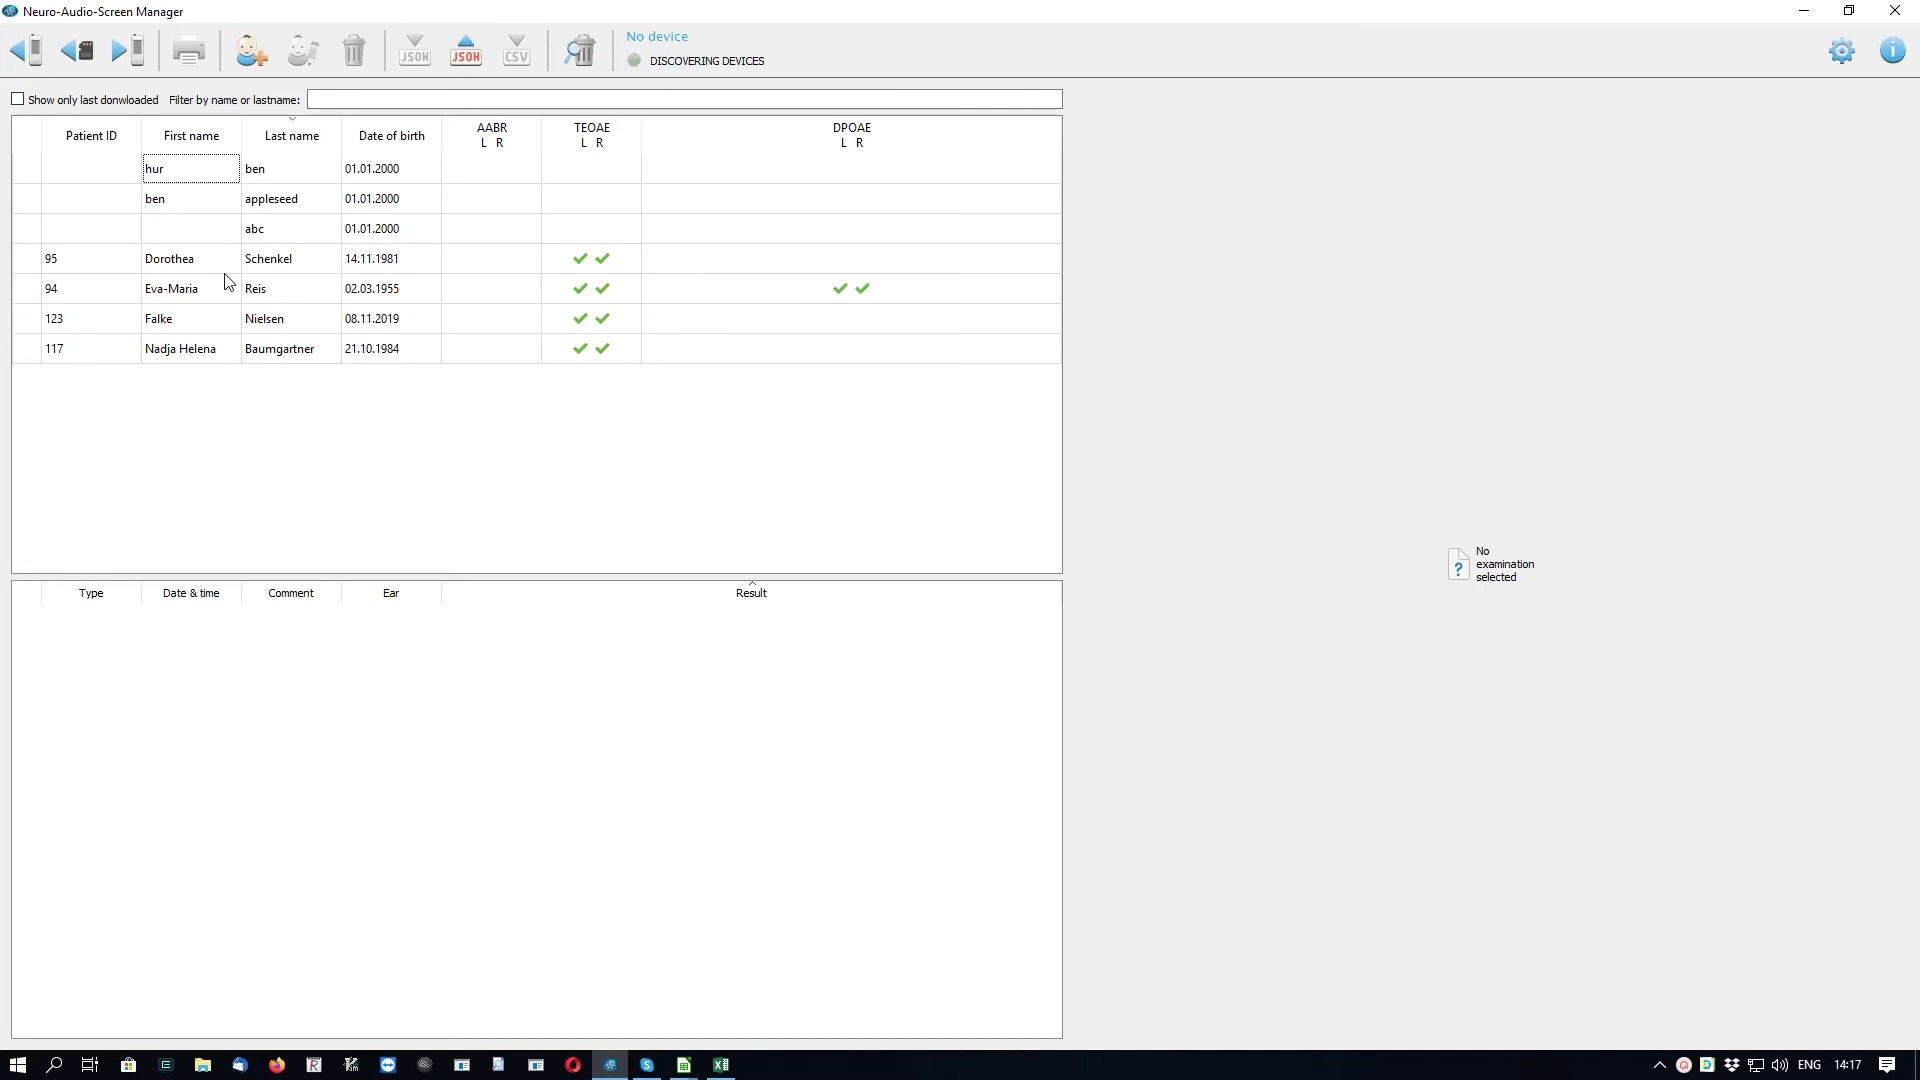 Neuro-Audio-Screen Manager
JSON JSON CSV
No device
DISCOVERING DEVICES
Show only last donwloaded Filter by name or lastname:
Patient ID First name Last name Date of birth AABR L R TEOAE L R DPOAE L R
hur ben 01.01.2000
ben appleseed 01.01.2000
abc 01.01.2000
95 Dorothea Schenkel 14.11.1981
94 Eva-Maria Reis 02.03.1955
123 Falke Nielsen 08.11.2019
117 Nadja Helena Baumgartner 21.10.1984
No
examination
selected
Type Date & time Comment Ear Result
ENG 14:17